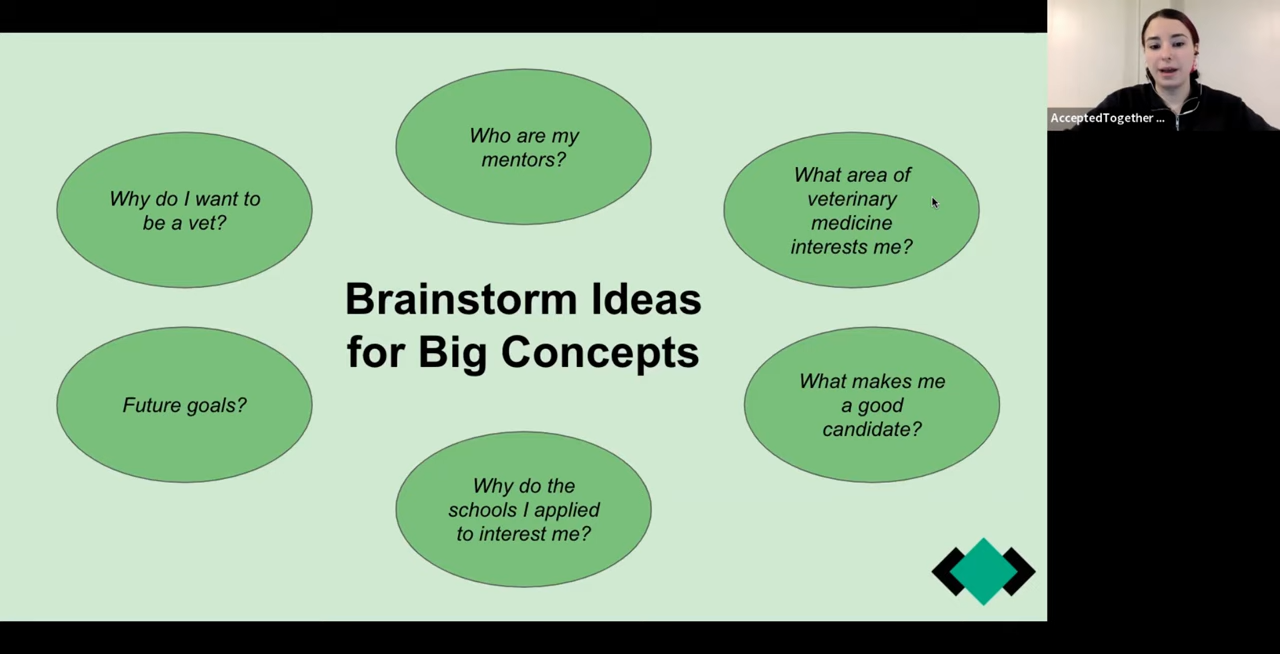 Who are my
mentors?
Why do I want to
be a vet?
What area of
veterinary
medicine
interests me?
Brainstorm Ideas
for Big Concepts
Future goals?
What makes me
a good
candidate?
Why do the
schools I applied
to interest me?
AcceptedTogether ...